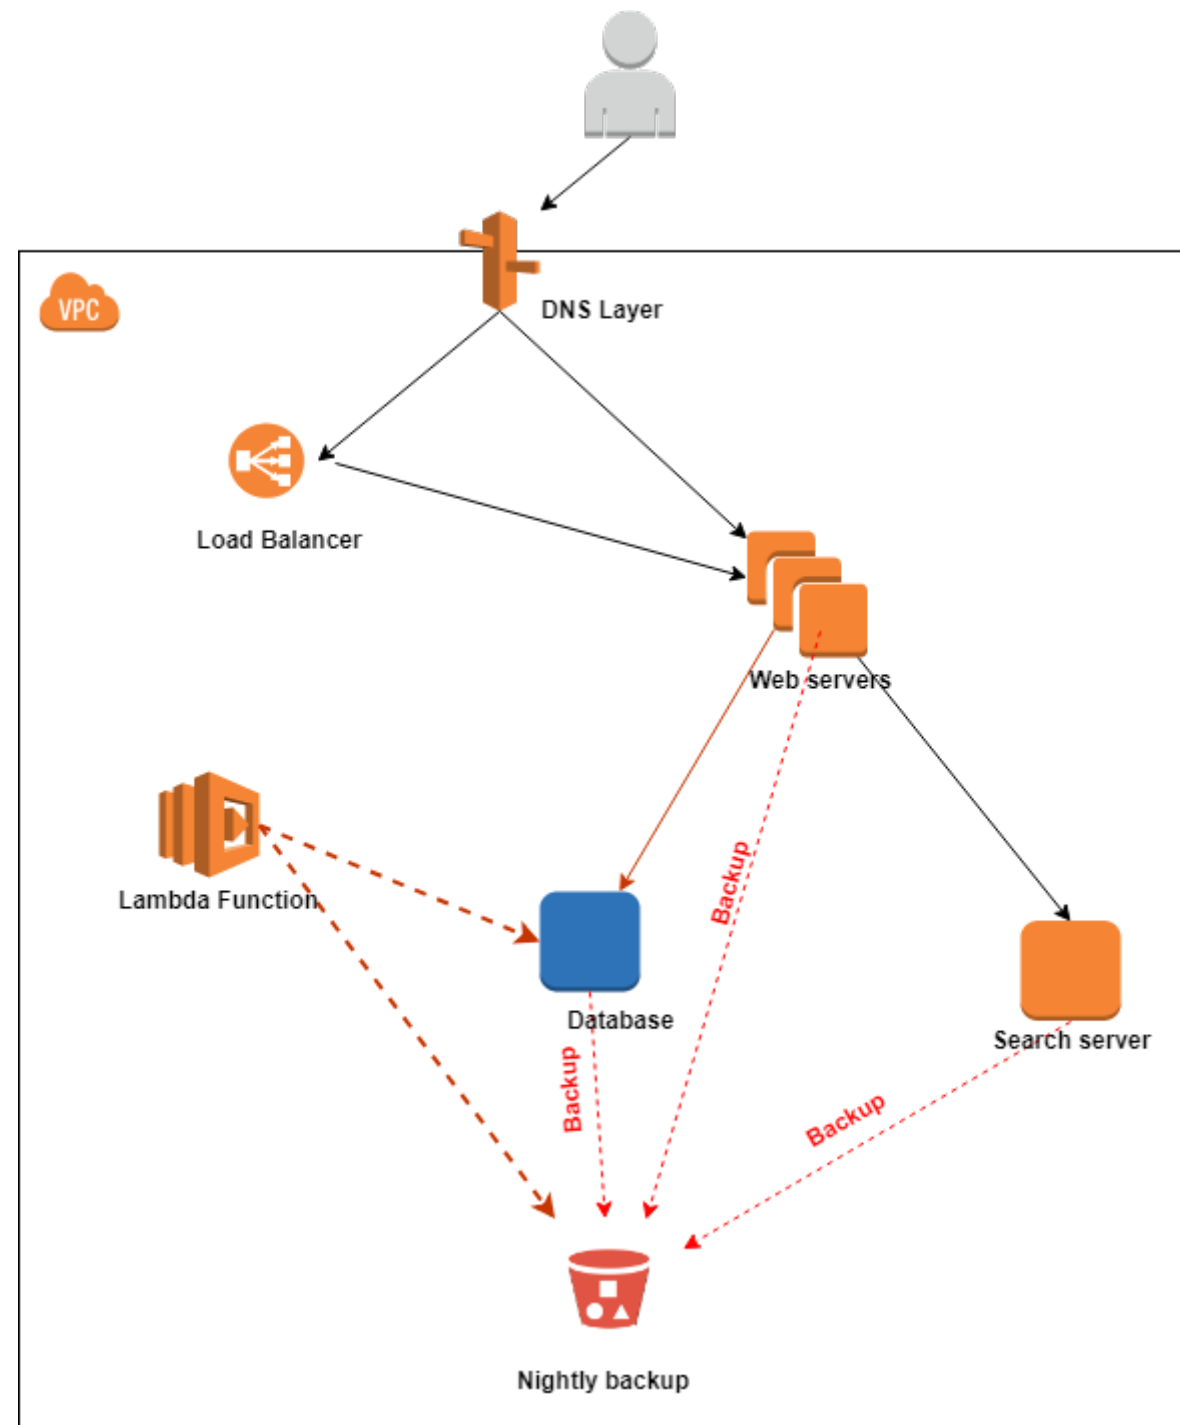 VPC
DNS Layer
Load Balancer
Web servers
Backup
Lambda Function
Database
Search server
Backup
Backup
Nightly backup